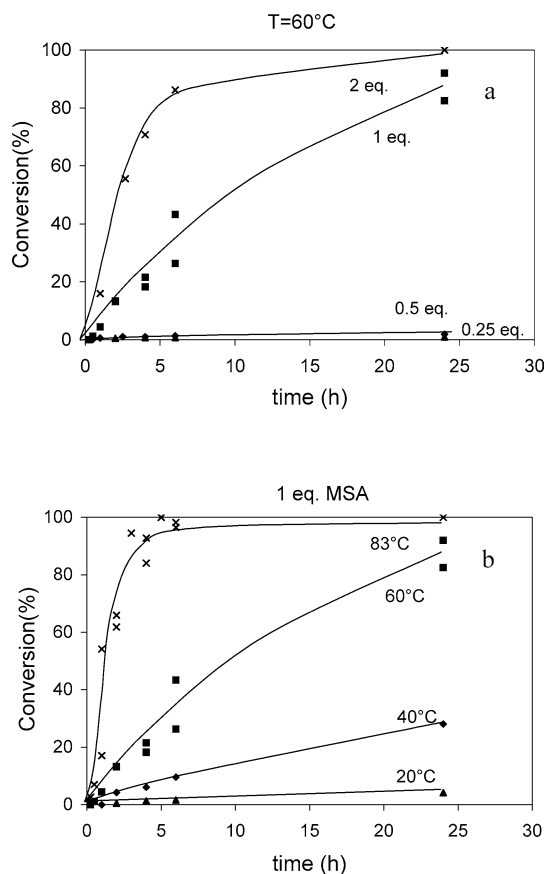 T=60°C
100
80
60
40
20
0
Conversion(%)
2 eq.
a
1 eq.
0.5 eq.
0.25 eq.
0 5 10 15 20 25 30
time (h)
1 eq. MSA
100
80
60
40
20
0
Conversion(%)
83°C
b
60°C
40°C
20°C
0 5 10 15 20 25 30
time (h)